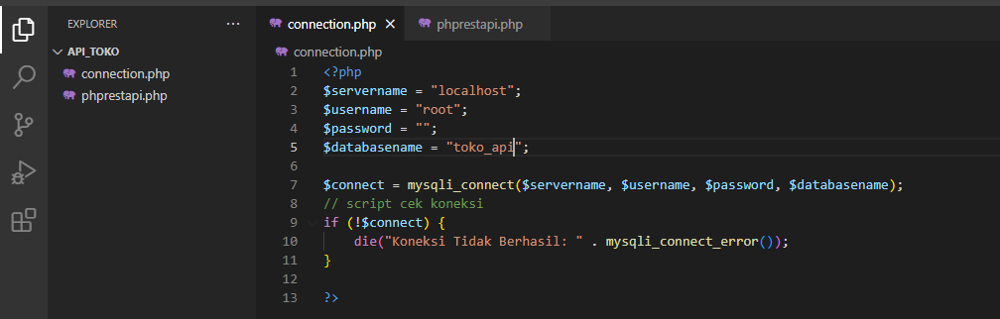 EXPLORER ···
API_TOKO
connection.php
phprestapi.php
connection.php
phprestapi.php
connection.php
1 <?php
2 $servername = "localhost";
3 $username = "root";
4 $password = "";
5 $databasename = "toko_api";
6
7 $connect = mysqli_connect($servername, $username, $password, $databasename);
8 // script cek koneksi
9 if (!$connect) {
10     die("Koneksi Tidak Berhasil: " . mysqli_connect_error());
11 }
12
13 ?>